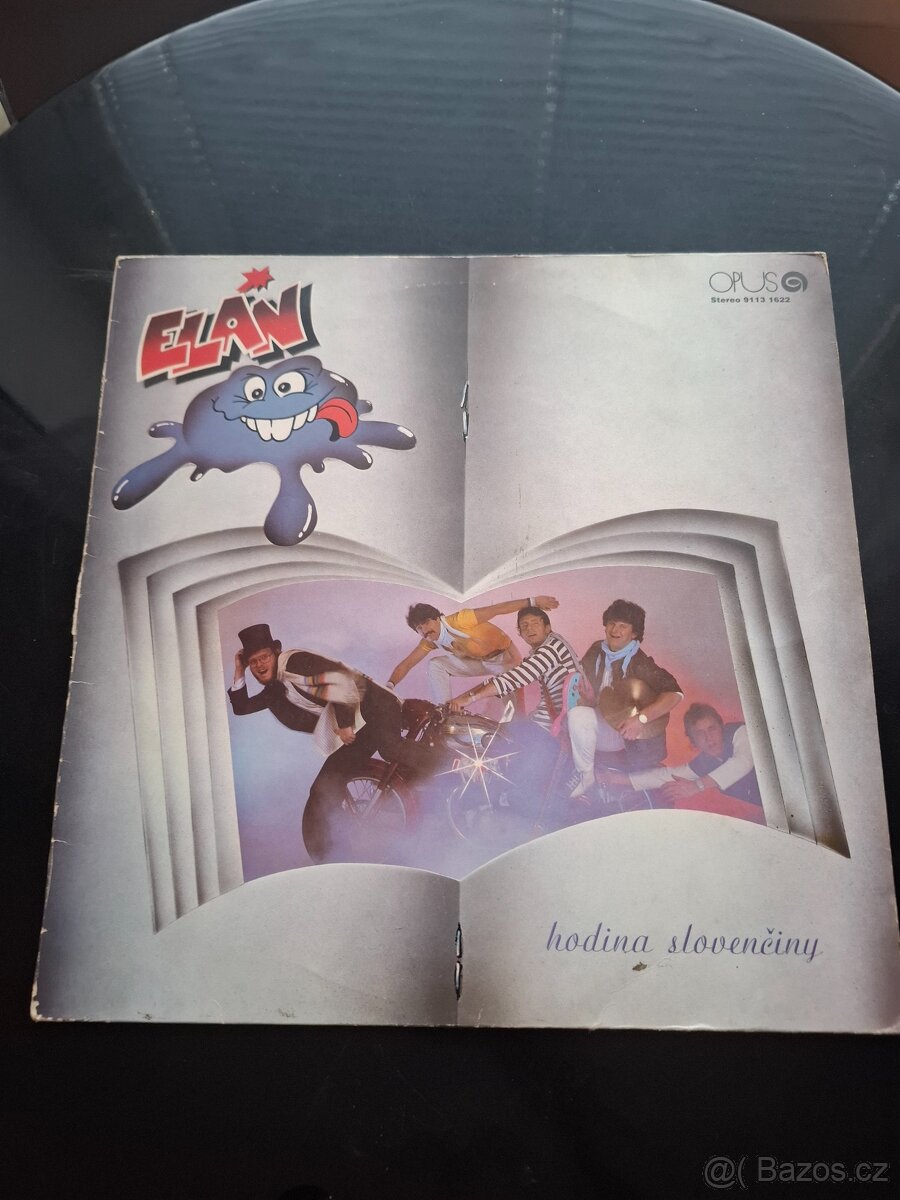 ELÁN
OPUS
Stereo 9113 1622
hodina slovenčiny
@( Bazos.cz